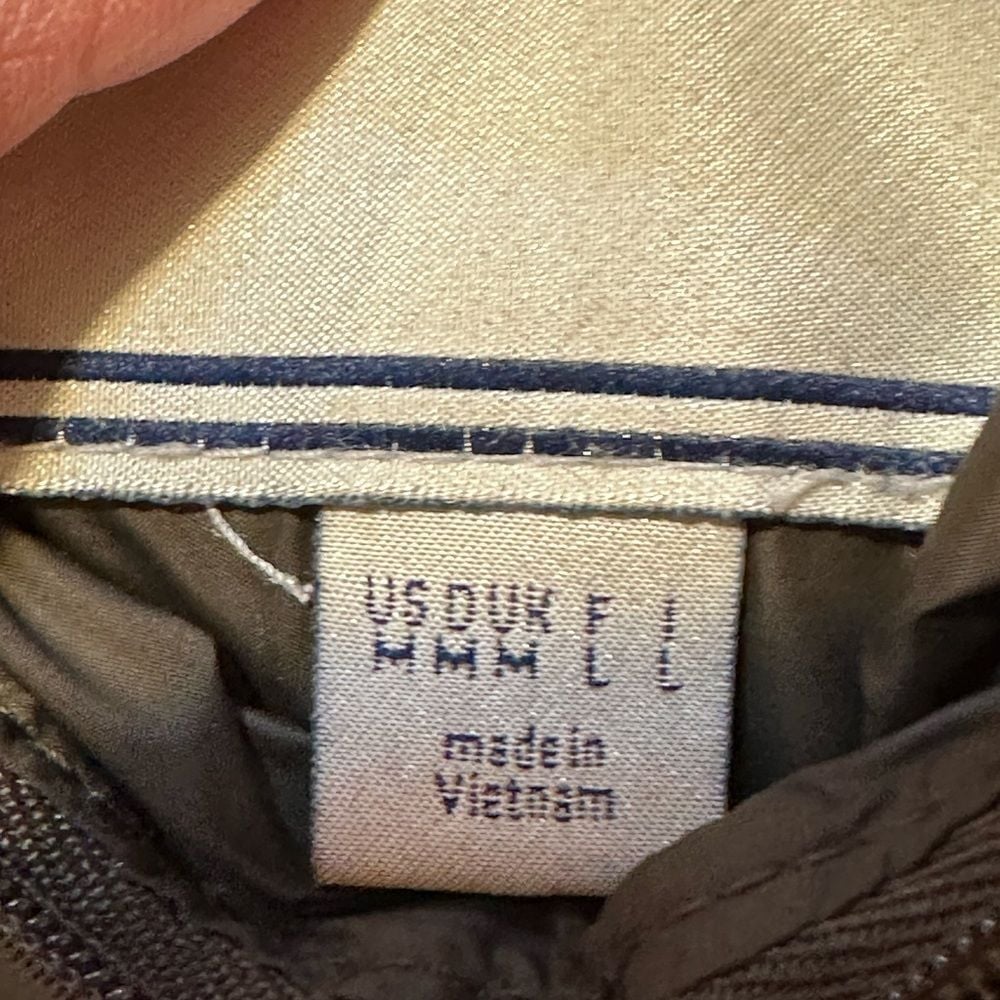 US D UK F I
M M M L L
made in
Vietnam